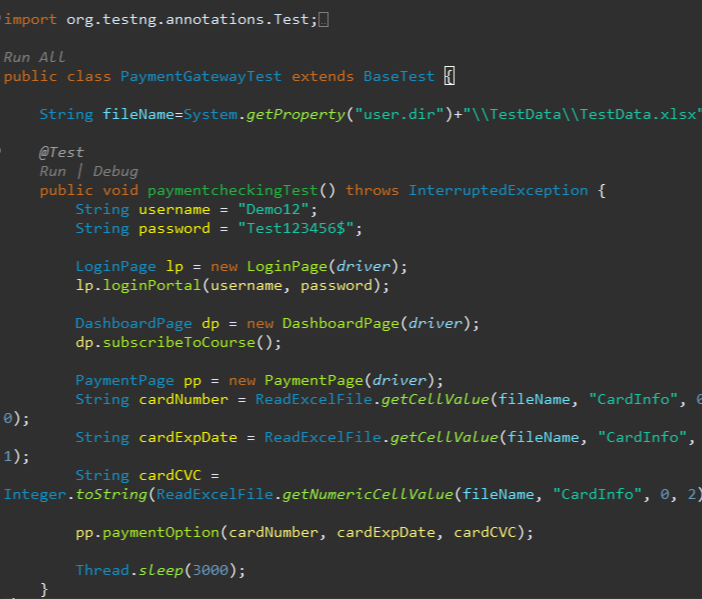 import org.testng.annotations.Test;
Run All
public class PaymentGatewayTest extends BaseTest {
String fileName=System.getProperty("user.dir")+"\\TestData\\TestData.xlsx"
@Test
Run | Debug
public void paymentcheckingTest() throws InterruptedException {
String username = "Demo12";
String password = "Test123456$";
LoginPage lp = new LoginPage(driver);
lp.loginPortal(username, password);
DashboardPage dp = new DashboardPage(driver);
dp.subscribeToCourse();
PaymentPage pp = new PaymentPage(driver);
String cardNumber = ReadExcelFile.getCellValue(fileName, "CardInfo", 0
0);
String cardExpDate = ReadExcelFile.getCellValue(fileName, "CardInfo",
1);
String cardCVC =
Integer.toString(ReadExcelFile.getNumericCellValue(fileName, "CardInfo", 0, 2)
pp.paymentOption(cardNumber, cardExpDate, cardCVC);
Thread.sleep(3000);
}